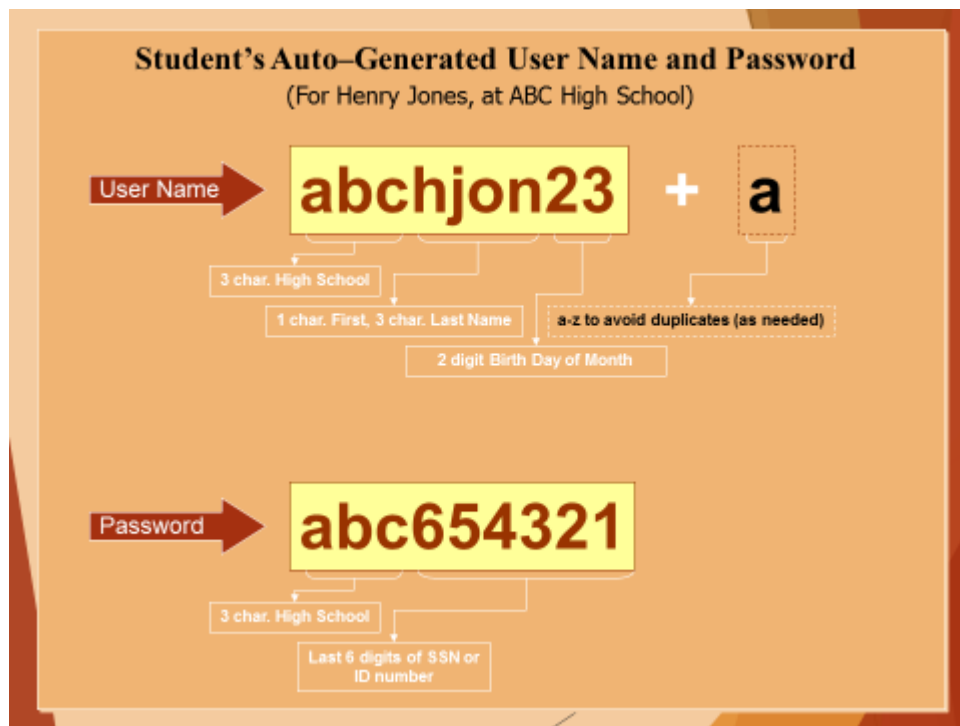 Student's Auto–Generated User Name and Password
(For Henry Jones, at ABC High School)
User Name
abchjon23 + a
3 char. High School
1 char. First, 3 char. Last Name
a-z to avoid duplicates (as needed)
2 digit Birth Day of Month
Password
abc654321
3 char. High School
Last 6 digits of SSN or
ID number